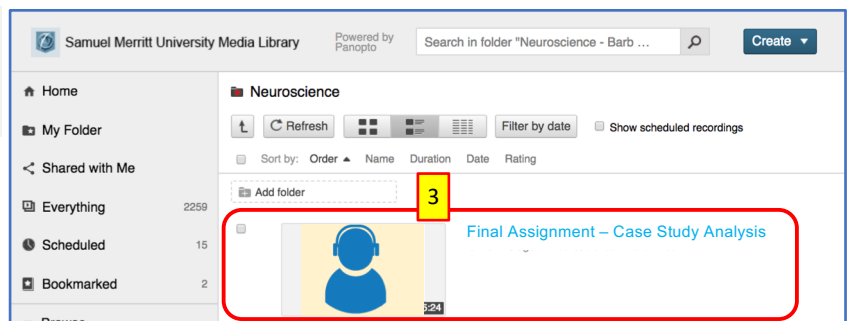 Samuel Merritt University Media Library
Powered by
Panopto
Search in folder "Neuroscience - Barb ...
Create
Home
My Folder
Shared with Me
Everything 2259
Scheduled 15
Bookmarked 2
Neuroscience
Refresh
Filter by date
Show scheduled recordings
Sort by: Order Name Duration Date Rating
Add folder
3
Final Assignment – Case Study Analysis